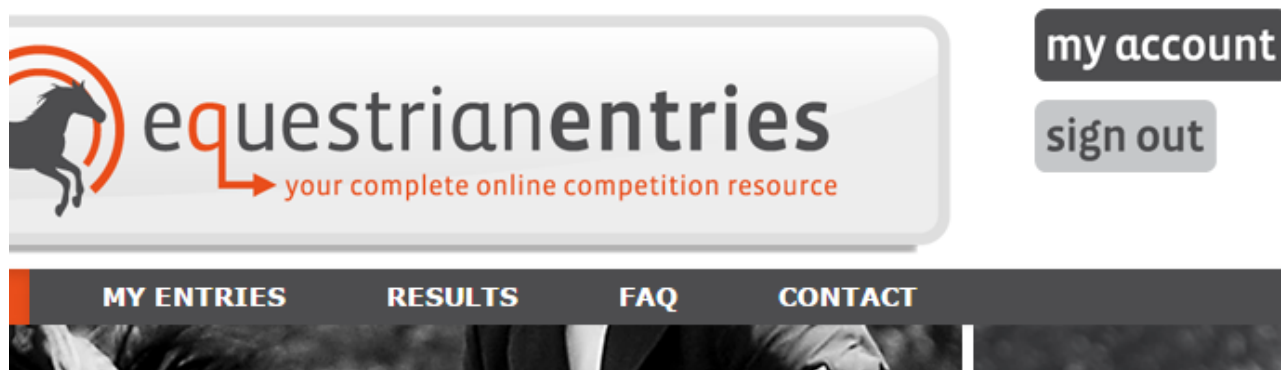 my account
equestrianentries
sign out
your complete online competition resource
MY ENTRIES RESULTS FAQ CONTACT